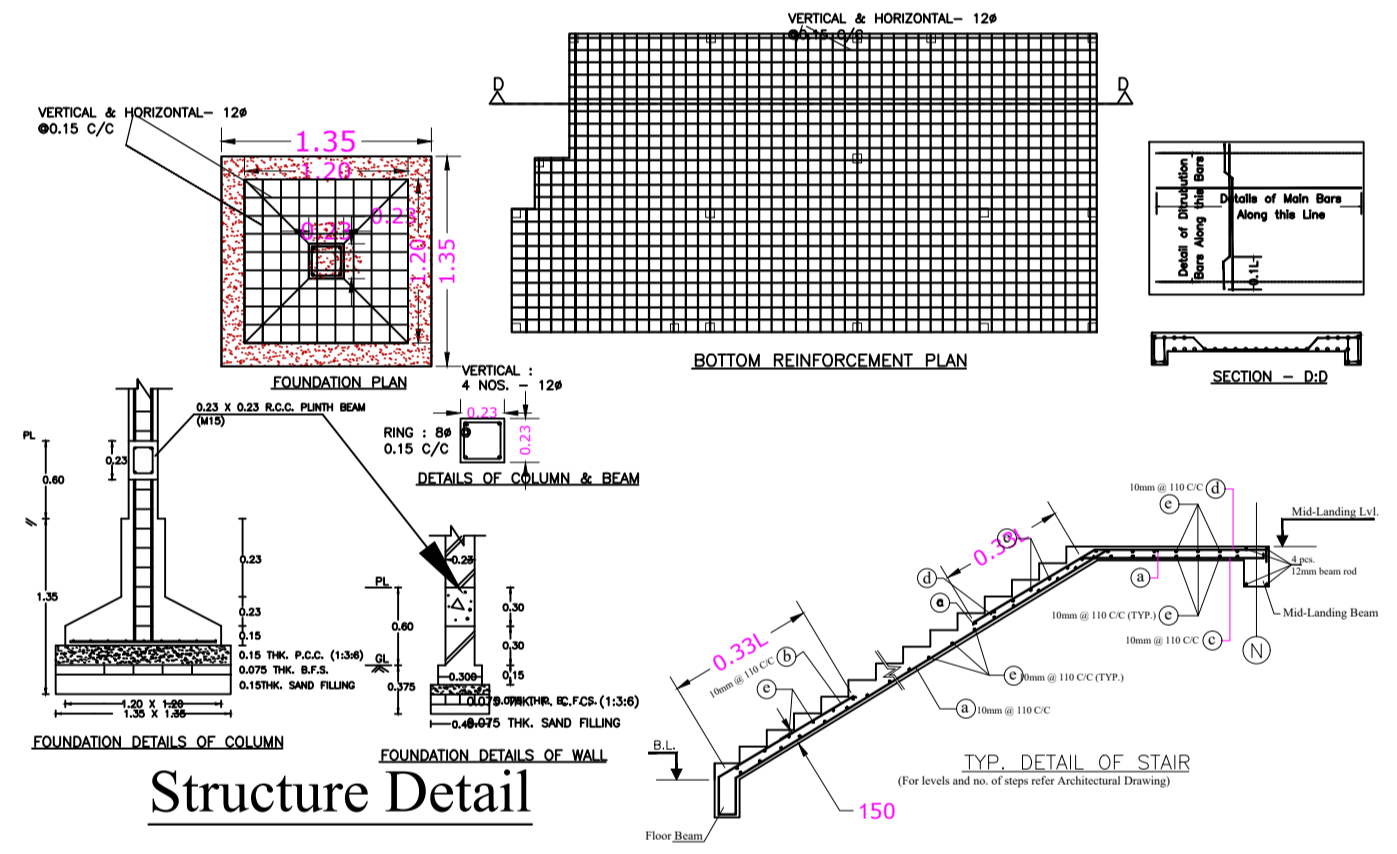 VERTICAL & HORIZONTAL- 12ø
@0.15 C/C
1.35
1.20
0.23
0.23
1.20
1.35
FOUNDATION PLAN
VERTICAL & HORIZONTAL- 12ø
@0.15 C/C
D
D
BOTTOM REINFORCEMENT PLAN
Detail of Ditrubution
Bars Along this Bars
Details of Main Bars
Along this Line
0.1L
SECTION - D:D
VERTICAL :
4 NOS. - 12ø
0.23
0.23
RING : 8ø
0.15 C/C
DETAILS OF COLUMN & BEAM
0.23 X 0.23 R.C.C. PLINTH BEAM
(M15)
PL
0.23
0.60
1.35
0.23
0.23
0.15
0.15 THK. P.C.C. (1:3:6)
0.075 THK. B.F.S.
0.15THK. SAND FILLING
1.20 X 1.20
1.35 X 1.35
FOUNDATION DETAILS OF COLUMN
0.23
PL
0.60
GL
0.375
0.30
0.30
0.15
0.300
(1:3:6)
0.075 THK. SAND FILLING
FOUNDATION DETAILS OF WALL
Structure Detail
0.33L
10mm @ 110 C/C b
e
0.33L
d
a
e 10mm @ 110 C/C (TYP.)
a 10mm @ 110 C/C
10mm @ 110 C/C d
e
Mid-Landing Lvl.
4 pcs.
12mm beam rod
a
10mm @ 110 C/C (TYP.) e
Mid-Landing Beam
10mm @ 110 C/C c
N
B.L.
150
Floor Beam
TYP. DETAIL OF STAIR
(For levels and no. of steps refer Architectural Drawing)